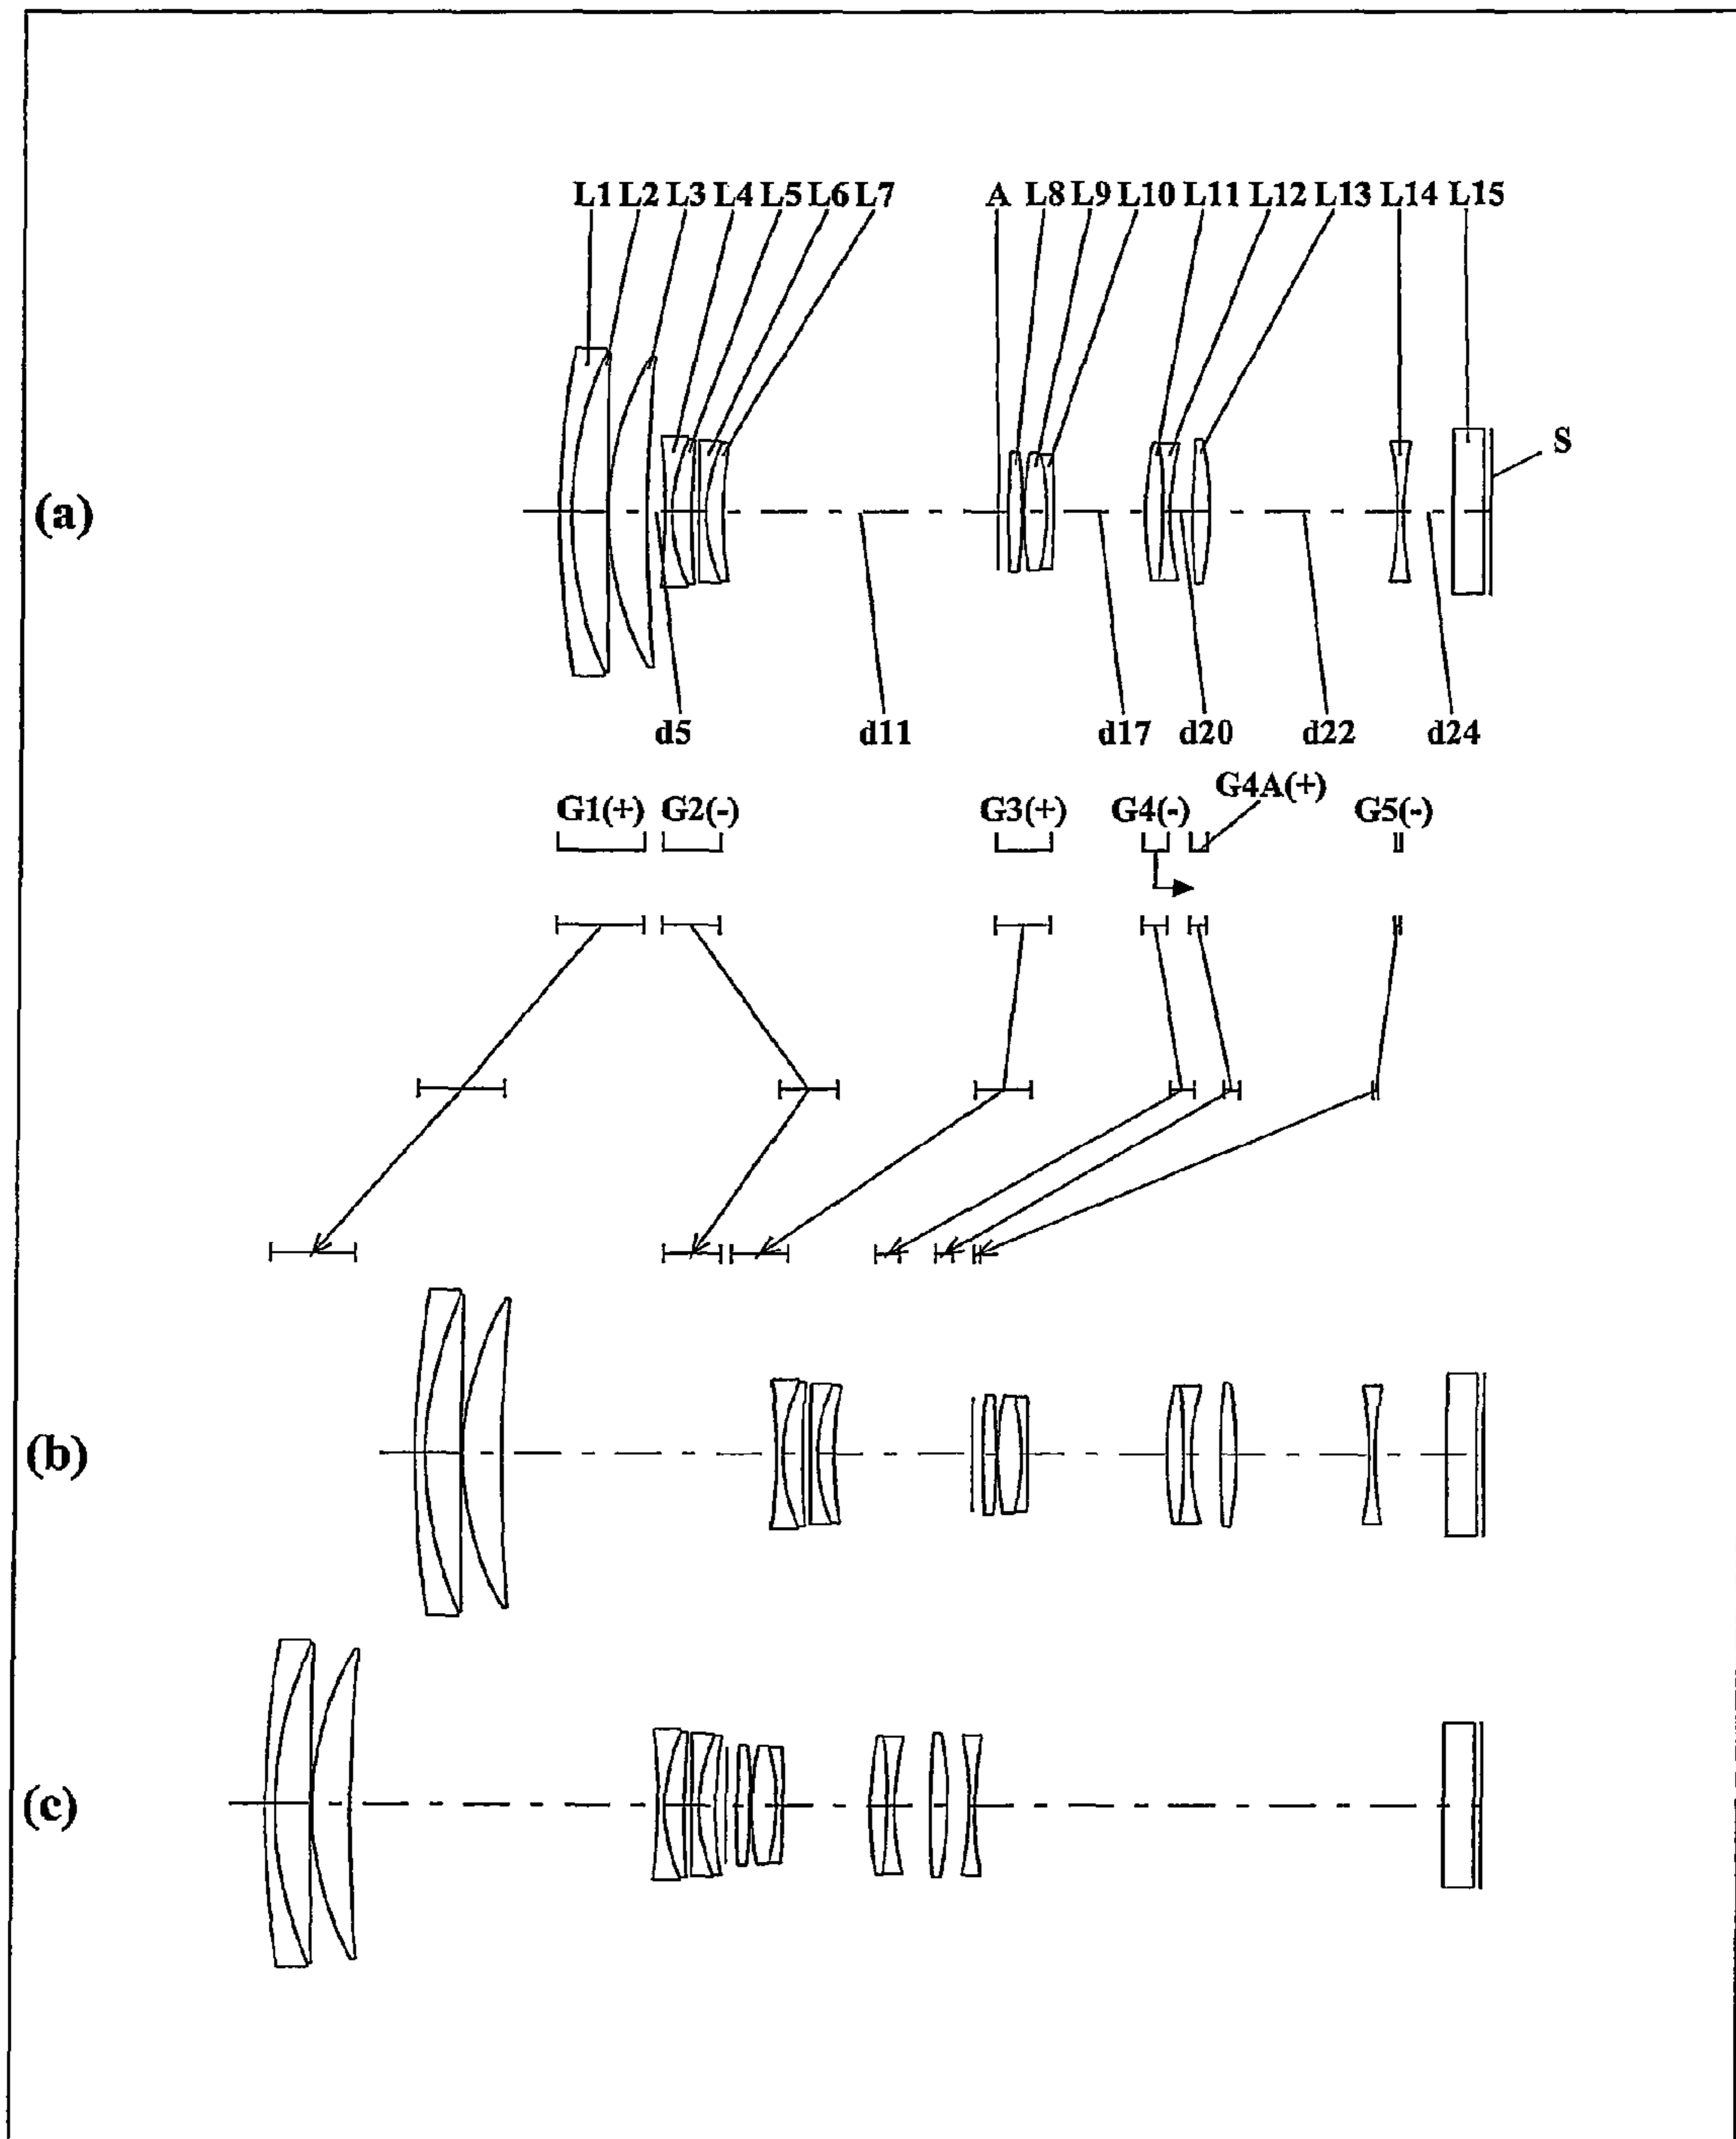 L1 L2 L3 L4 L5 L6 L7 A L8 L9 L10 L11 L12 L13 L14 L15
S
(a)
d5 d11 d17 d20 d22 d24
G4A(+)
G1(+) G2(-) G3(+) G4(-) G5(-)
(b)
(c)